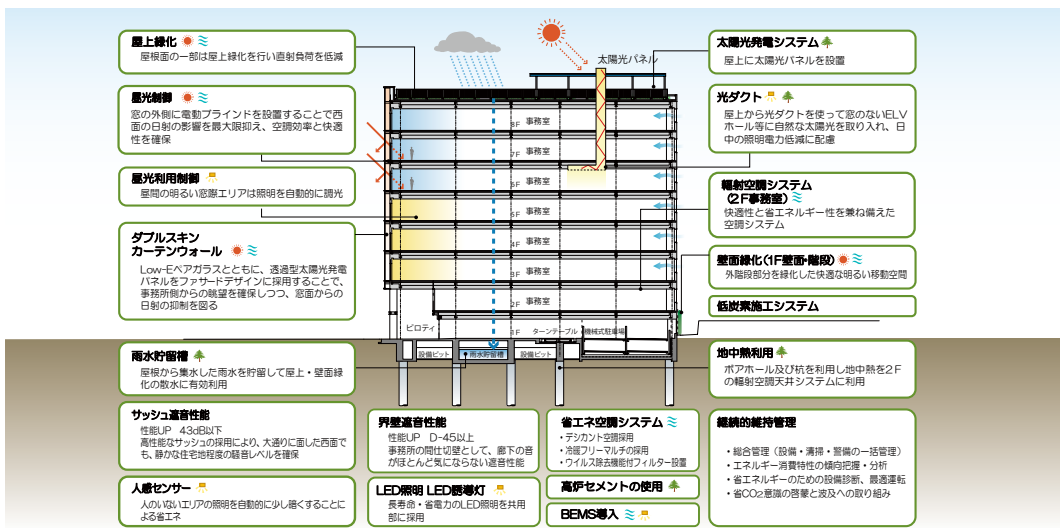 屋上緑化
屋根面の一部は屋上緑化を行い直射負荷を低減
昼光制御
窓の外側に電動ブラインドを設置することで西
面の日射の影響を最大限抑え、空調効率と快適
性を確保
昼光利用制御
昼間の明るい窓際エリアは照明を自動的に調光
ダブルスキン
カーテンウォール
Low-Eペアガラスとともに、透過型太陽光発電
パネルをファサードデザインに採用することで、
事務所側からの眺望を確保しつつ、窓面からの
日射の抑制を図る
雨水貯留槽
屋根から集水した雨水を貯留して屋上・壁面緑
化の散水に有効利用
サッシュ遮音性能
性能UP 43dB以下
高性能なサッシュの採用により、大通りに面した西面で
も、静かな住宅地程度の騒音レベルを確保
人感センサー
人のいないエリアの照明を自動的に少し暗くすることに
よる省エネ
太陽光パネル
8F 事務室
7F 事務室
6F 事務室
5F 事務室
4F 事務室
3F 事務室
2F 事務室
ピロティ
1F ターンテーブル 機械式駐車場
設備ピット 雨水貯留槽 設備ピット
界壁遮音性能
性能UP D-45以上
事務所の間仕切壁として、廊下の音
がほとんど気にならない遮音性能
LED照明 LED誘導灯
長寿命・省電力のLED照明を共用
部に採用
省エネ空調システム
・デシカント空調採用
・冷暖フリーマルチの採用
・ウイルス除去機能付フィルター設置
高炉セメントの使用
BEMS導入
太陽光発電システム
屋上に太陽光パネルを設置
光ダクト
屋上から光ダクトを使って窓のないELV
ホール等に自然な太陽光を取り入れ、日
中の照明電力低減に配慮
輻射空調システム
(2F事務室)
快適性と省エネルギー性を兼ね備えた
空調システム
壁面緑化(1F壁面・階段)
外階段部分を緑化した快適な明るい移動空間
低炭素施工システム
地中熱利用
ボアホール及び杭を利用し地中熱を2F
の輻射空調天井システムに利用
継続的維持管理
・総合管理（設備・清掃・警備の一括管理）
・エネルギー消費特性の傾向把握・分析
・省エネルギーのための設備診断、最適運転
・省CO2意識の啓蒙と波及への取り組み